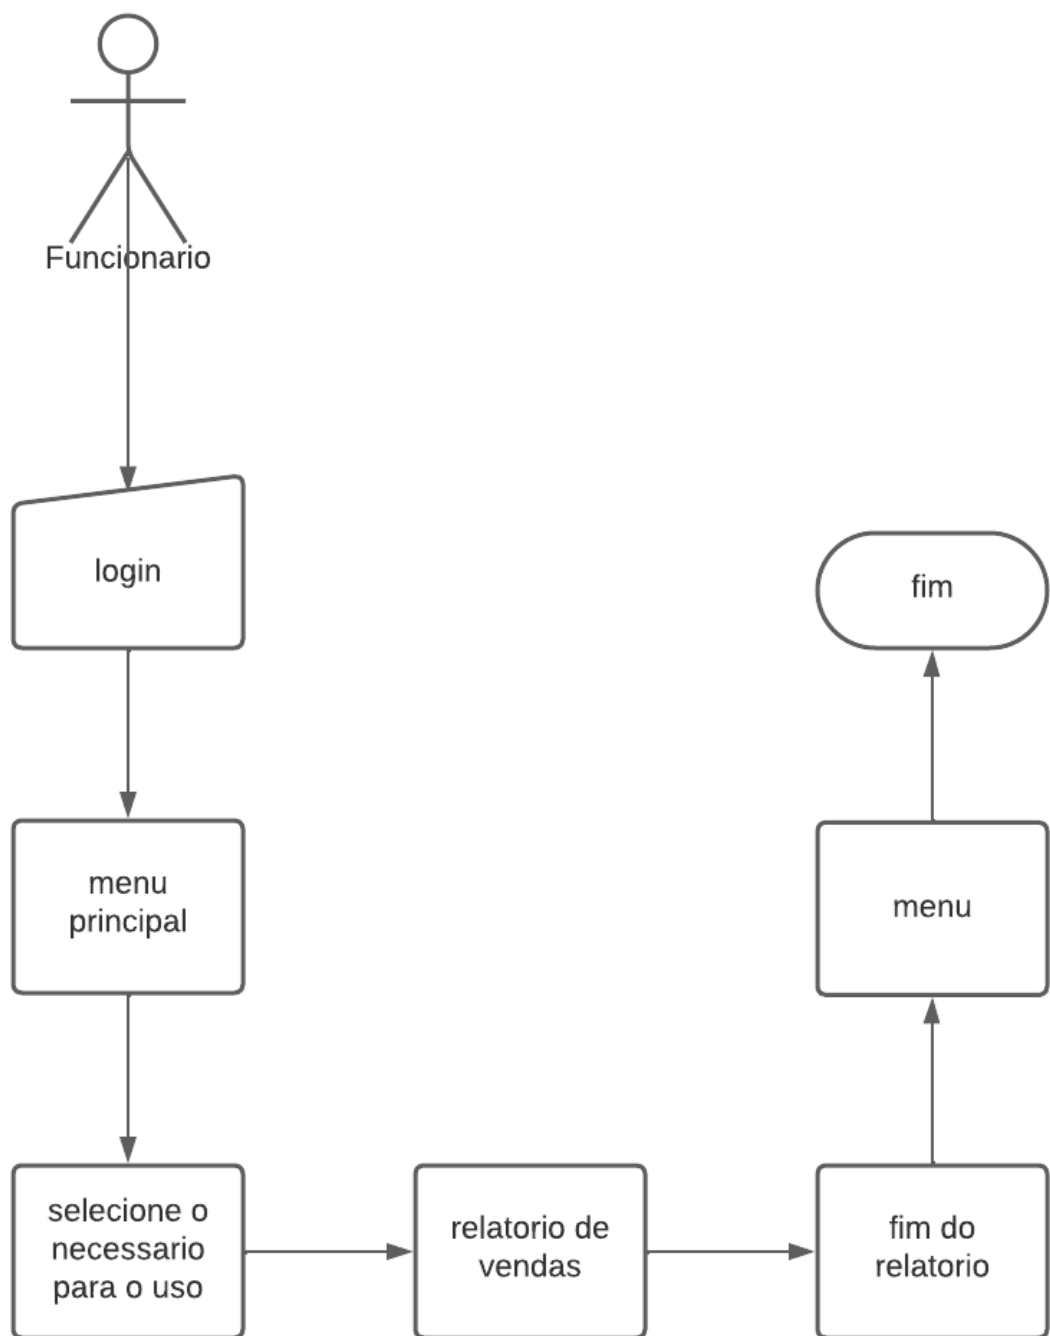 Funcionario
login
menu
principal
selecione o
necessario
para o uso
relatorio de
vendas
fim do
relatorio
menu
fim